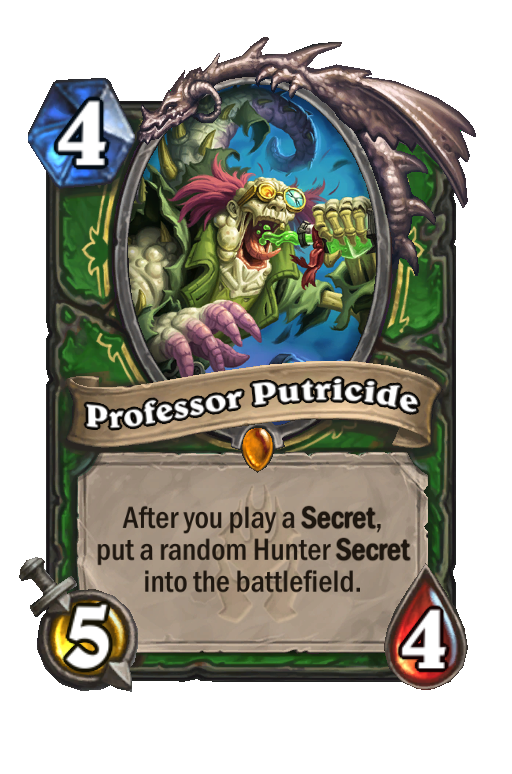 4
Professor Putricide
After you play a Secret,
put a random Hunter Secret
into the battlefield.
5
4